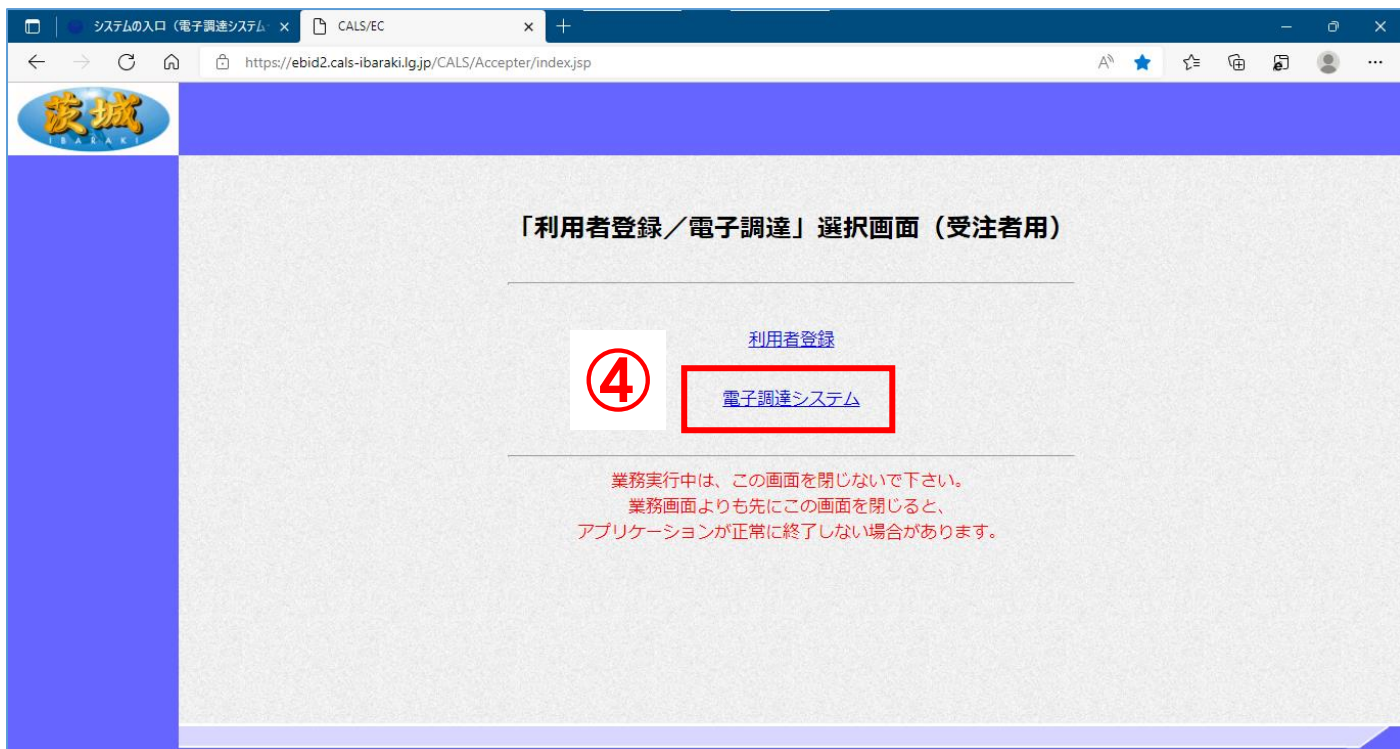 システムの入口（電子調達システム
CALS/EC
https://ebid2.cals-ibaraki.lg.jp/CALS/Accepter/index.jsp
茨城
IBARAKI
「利用者登録／電子調達」選択画面（受注者用）
利用者登録
④
電子調達システム
業務実行中は、この画面を閉じないで下さい。
業務画面よりも先にこの画面を閉じると、
アプリケーションが正常に終了しない場合があります。